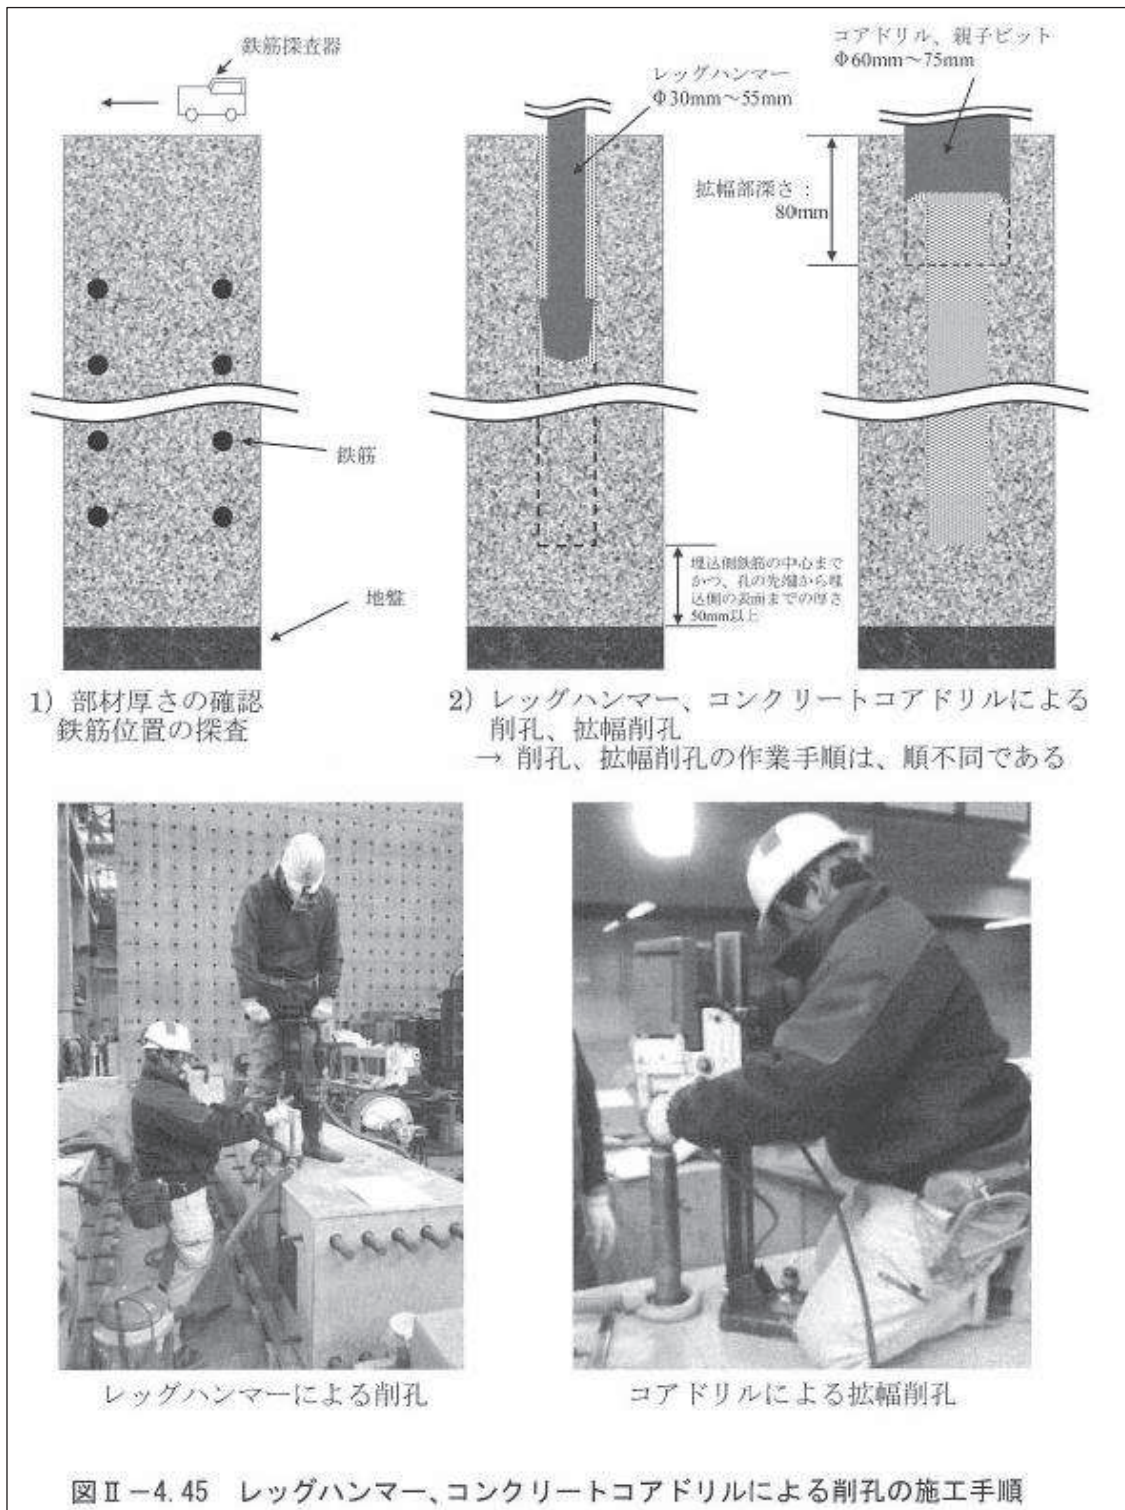 鉄筋探査器
レッグハンマー
Φ30mm～55mm
コアドリル、親子ビット
Φ60mm～75mm
拡幅部深さ：
80mm
鉄筋
地盤
埋込側鉄筋の中心まで
かつ、孔の先端から埋
込側の表面までの厚さ
50mm以上
1) 部材厚さの確認
鉄筋位置の探査
2) レッグハンマー、コンクリートコアドリルによる
削孔、拡幅削孔
→ 削孔、拡幅削孔の作業手順は、順不同である
レッグハンマーによる削孔
コアドリルによる拡幅削孔
図Ⅱ－4.45 レッグハンマー、コンクリートコアドリルによる削孔の施工手順